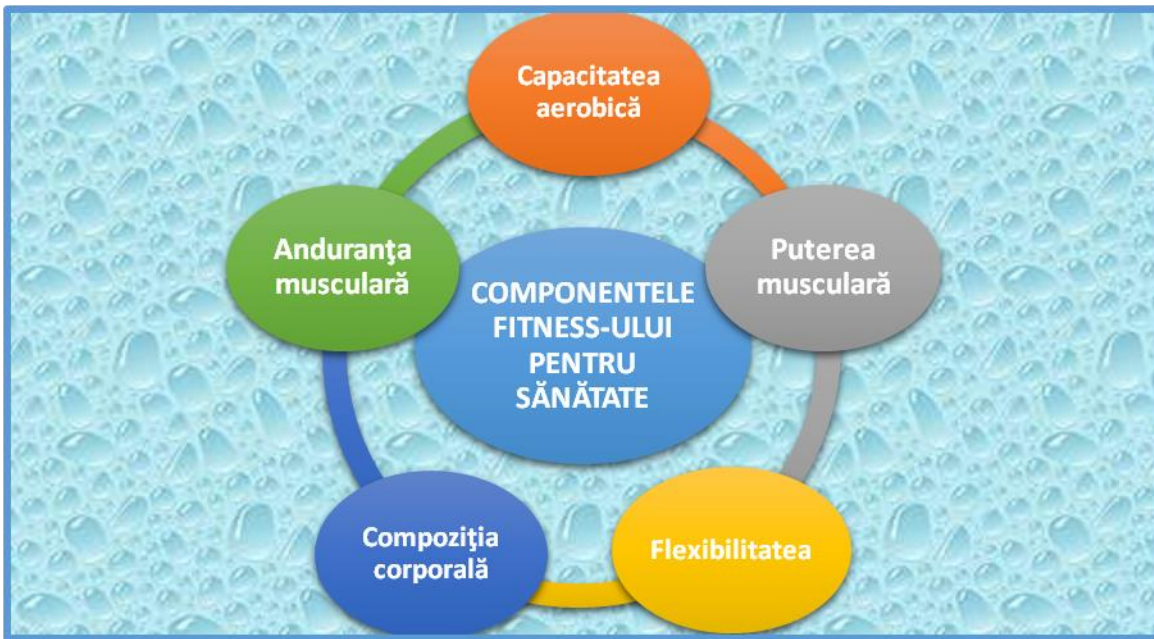 Capacitatea
aerobică
Anduranţa
musculară
Puterea
musculară
COMPONENTELE
FITNESS-ULUI
PENTRU
SĂNĂTATE
Compoziţia
corporală
Flexibilitatea